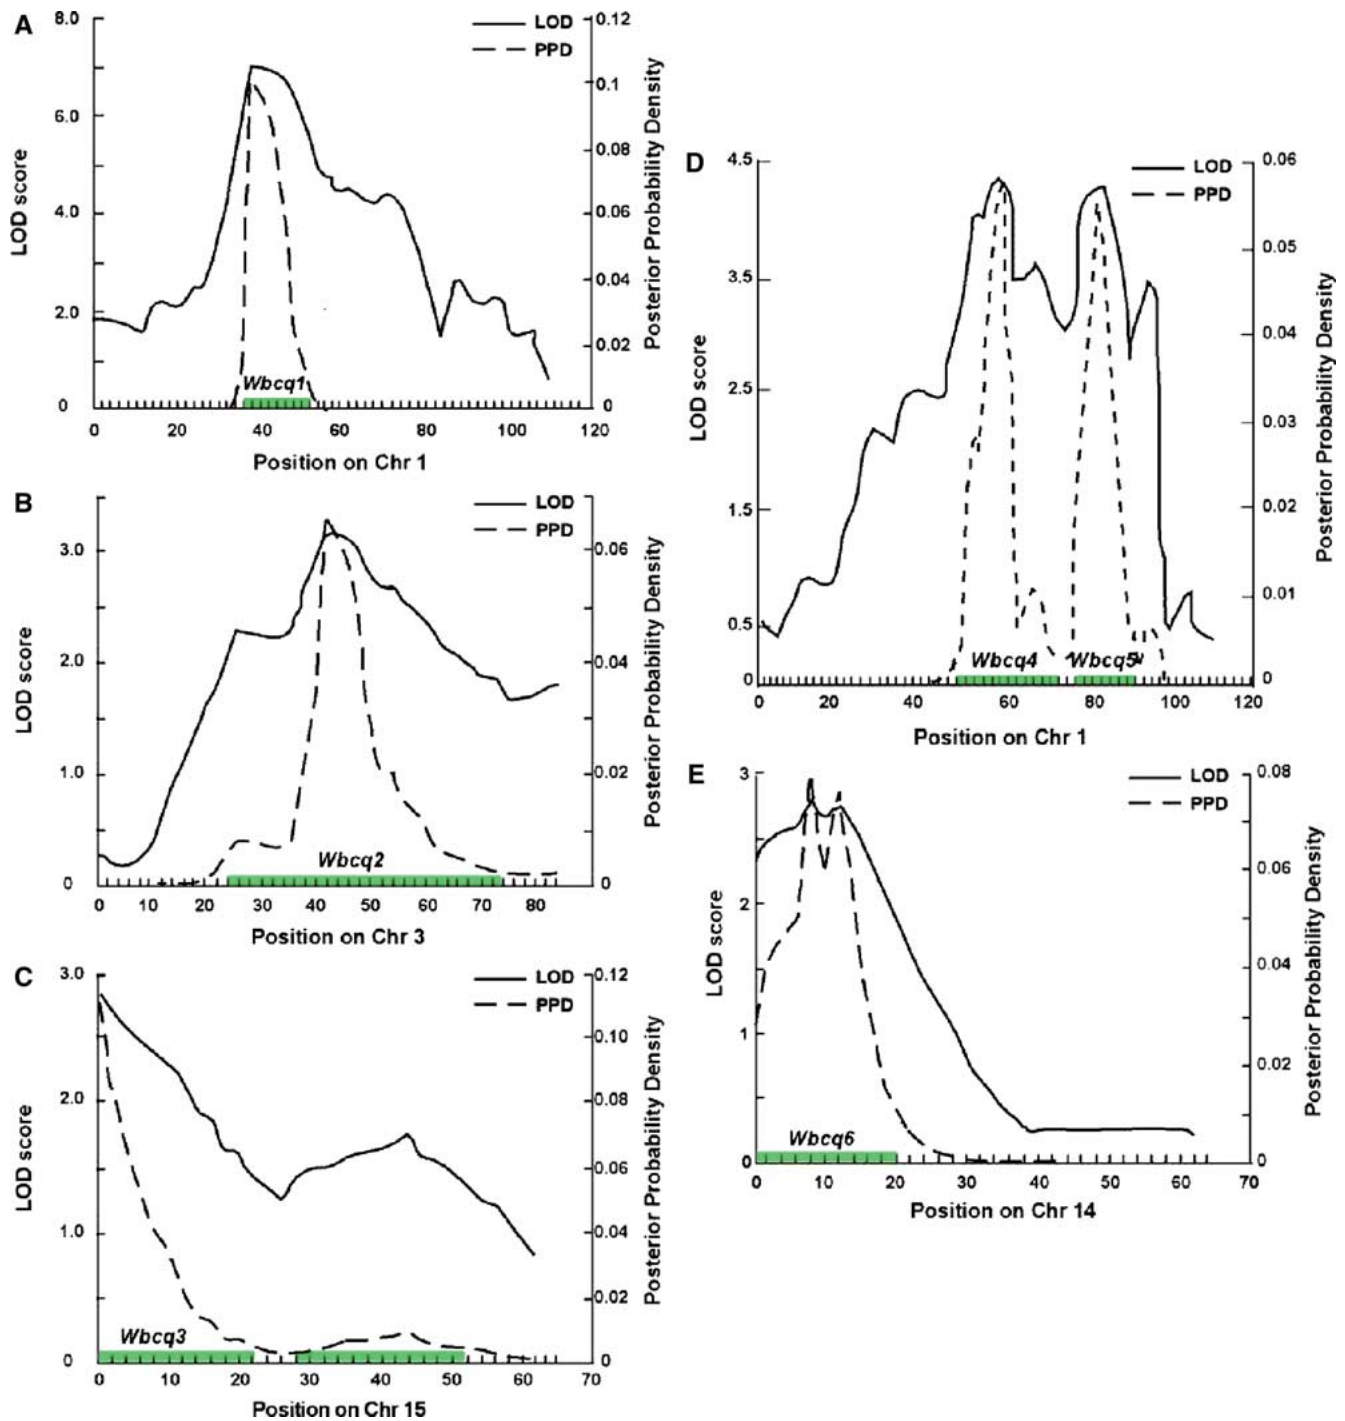 A
8.0
6.0
4.0
2.0
0
LOD score
LOD
PPD
0.12
0.1
0.08
0.06
0.04
0.02
0
Posterior Probability Density
Wbcq1
0 20 40 60 80 100 120
Position on Chr 1
B
3.0
2.0
1.0
0
LOD score
LOD
PPD
0.06
0.04
0.02
0
Posterior Probability Density
Wbcq2
0 10 20 30 40 50 60 70 80
Position on Chr 3
C
3.0
2.0
1.0
0
LOD score
LOD
PPD
0.12
0.10
0.08
0.06
0.04
0.02
0
Posterior Probability Density
Wbcq3
0 10 20 30 40 50 60 70
Position on Chr 15
D
4.5
3.5
2.5
1.5
0.5
0
LOD score
LOD
PPD
0.06
0.05
0.04
0.03
0.02
0.01
0
Posterior Probability Density
Wbcq4 Wbcq5
0 20 40 60 80 100 120
Position on Chr 1
E
3
2
1
0
LOD score
LOD
PPD
0.08
0.06
0.04
0.02
0
Posterior Probability Density
Wbcq6
0 10 20 30 40 50 60 70
Position on Chr 14